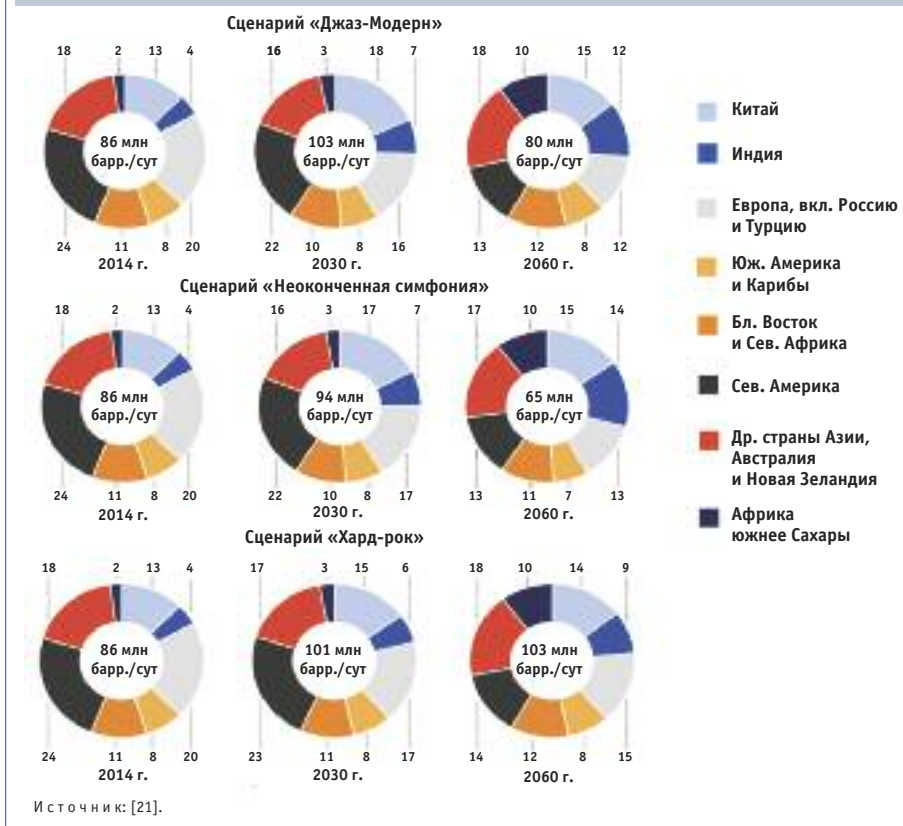 Сценарий «Джаз-Модерн»
18 2 13 4 16 3 18 7 18 10 15 12
86 млн
барр./сут
103 млн
барр./сут
80 млн
барр./сут
24 11 8 20 22 10 8 16 13 12 8 12
2014 г. 2030 г. 2060 г.
Сценарий «Неоконченная симфония»
18 2 13 4 16 3 17 7 17 10 15 14
86 млн
барр./сут
94 млн
барр./сут
65 млн
барр./сут
24 11 8 20 22 10 8 17 13 11 7 13
2014 г. 2030 г. 2060 г.
Сценарий «Хард-рок»
18 2 13 4 17 3 15 6 18 10 14 9
86 млн
барр./сут
101 млн
барр./сут
103 млн
барр./сут
24 11 8 20 23 11 8 17 14 12 8 15
2014 г. 2030 г. 2060 г.
Китай
Индия
Европа, вкл. Россию
и Турцию
Юж. Америка
и Карибы
Бл. Восток
и Сев. Африка
Сев. Америка
Др. страны Азии,
Австралия
и Новая Зеландия
Африка
южнее Сахары
Источник: [21].